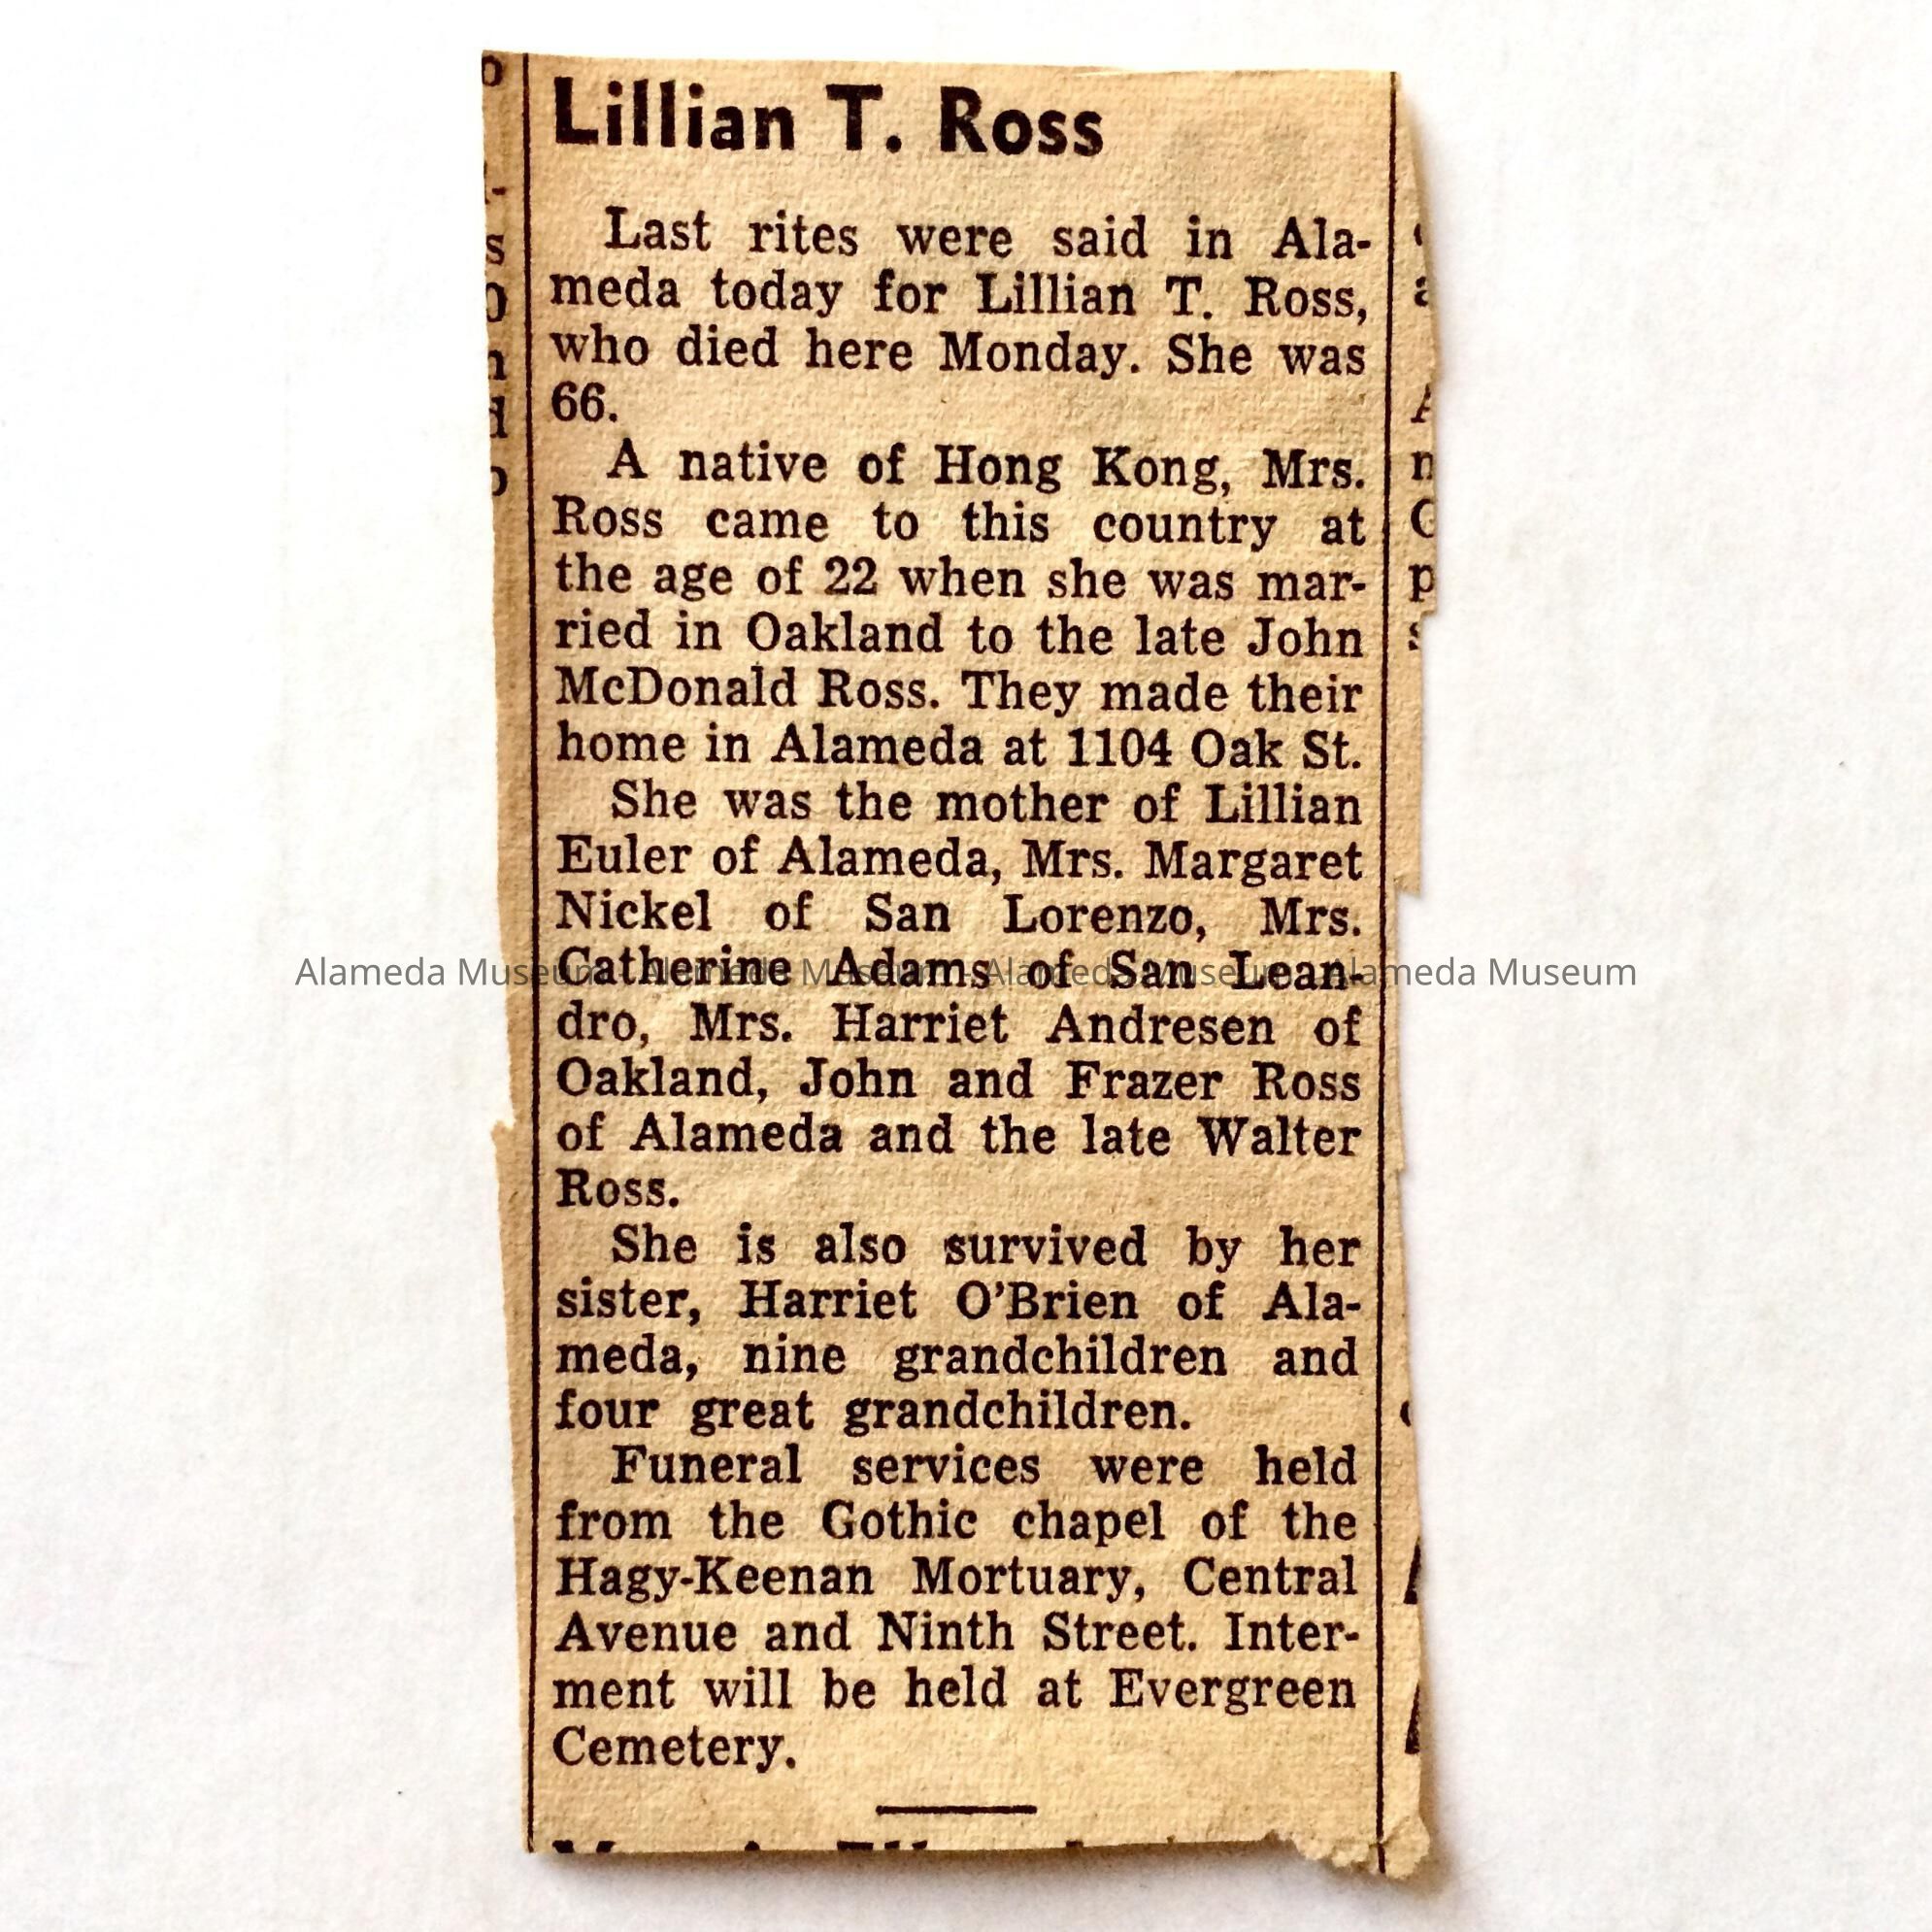 Lillian T. Ross
Last rites were said in Ala-
meda today for Lillian T. Ross,
who died here Monday. She was
66.
A native of Hong Kong, Mrs.
Ross came to this country at
the age of 22 when she was mar-
ried in Oakland to the late John
McDonald Ross. They made their
home in Alameda at 1104 Oak St.
She was the mother of Lillian
Euler of Alameda, Mrs. Margaret
Nickel of San Lorenzo, Mrs.
Catherine Adams of San Lean-
dro, Mrs. Harriet Andresen of
Oakland, John and Frazer Ross
of Alameda and the late Walter
Ross.
She is also survived by her
sister, Harriet O'Brien of Ala-
meda, nine grandchildren and
four great grandchildren.
Funeral services were held
from the Gothic chapel of the
Hagy-Keenan Mortuary, Central
Avenue and Ninth Street. Inter-
ment will be held at Evergreen
Cemetery.
Alameda Museum - Alameda Museum - Alameda Museum - Alameda Museum